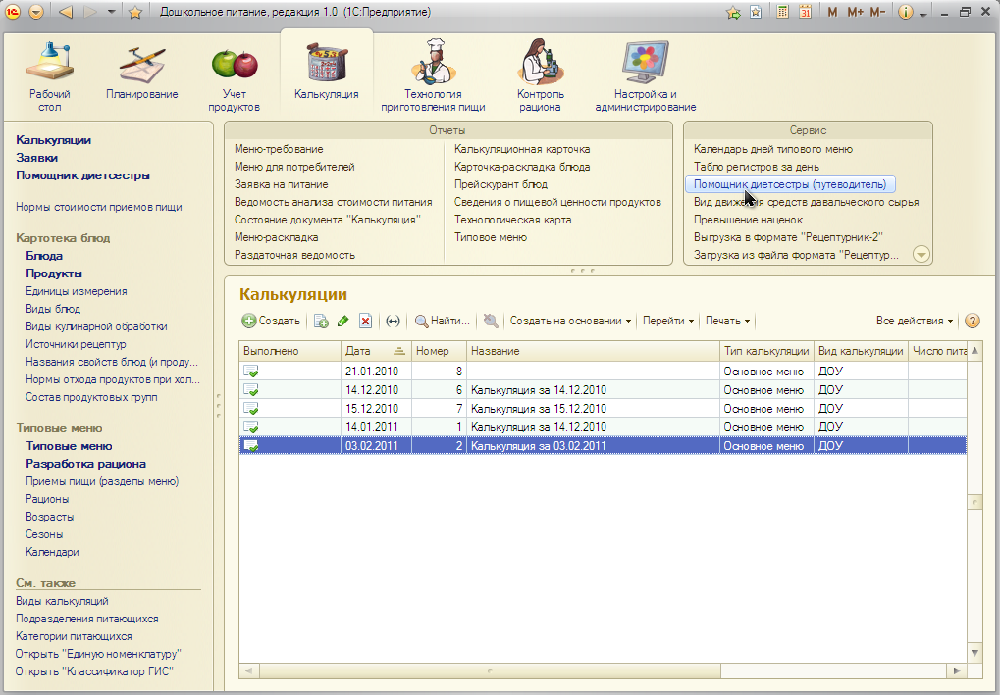 1С
Дошкольное питание, редакция 1.0 (1С:Предприятие)
31
M M+ M-
Рабочий
стол
Планирование
Учет
продуктов
Калькуляция
Технология
приготовления пищи
Контроль
рациона
Настройка и
администрирование
Калькуляции
Заявки
Помощник диетсестры
Нормы стоимости приемов пищи
Картотека блюд
Блюда
Продукты
Единицы измерения
Виды блюд
Виды кулинарной обработки
Источники рецептур
Названия свойств блюд (и проду...
Нормы отхода продуктов при хол...
Состав продуктовых групп
Типовые меню
Типовые меню
Разработка рациона
Приемы пищи (разделы меню)
Рационы
Возрасты
Сезоны
Календари
См. также
Виды калькуляций
Подразделения питающихся
Категории питающихся
Открыть "Единую номенклатуру"
Открыть "Классификатор ГИС"
Отчеты
Меню-требование
Меню для потребителей
Заявка на питание
Ведомость анализа стоимости питания
Состояние документа "Калькуляция"
Меню-раскладка
Раздаточная ведомость
Калькуляционная карточка
Карточка-раскладка блюда
Прейскурант блюд
Сведения о пищевой ценности продуктов
Технологическая карта
Типовое меню
Сервис
Календарь дней типового меню
Табло регистров за день
Помощник диетсестры (путеводитель)
Вид движения средств давальческого сырья
Превышение наценок
Выгрузка в формате "Рецептурник-2"
Загрузка из файла формата "Рецептур...
Калькуляции
Создать Найти... Создать на основании Перейти Печать Все действия ?
Выполнено Дата Номер Название Тип калькуляции Вид калькуляции Число пита
21.01.2010 8 Основное меню ДОУ
14.12.2010 6 Калькуляция за 14.12.2010 Основное меню ДОУ
15.12.2010 7 Калькуляция за 15.12.2010 Основное меню ДОУ
14.01.2011 1 Калькуляция за 14.12.2010 Основное меню ДОУ
03.02.2011 2 Калькуляция за 03.02.2011 Основное меню ДОУ